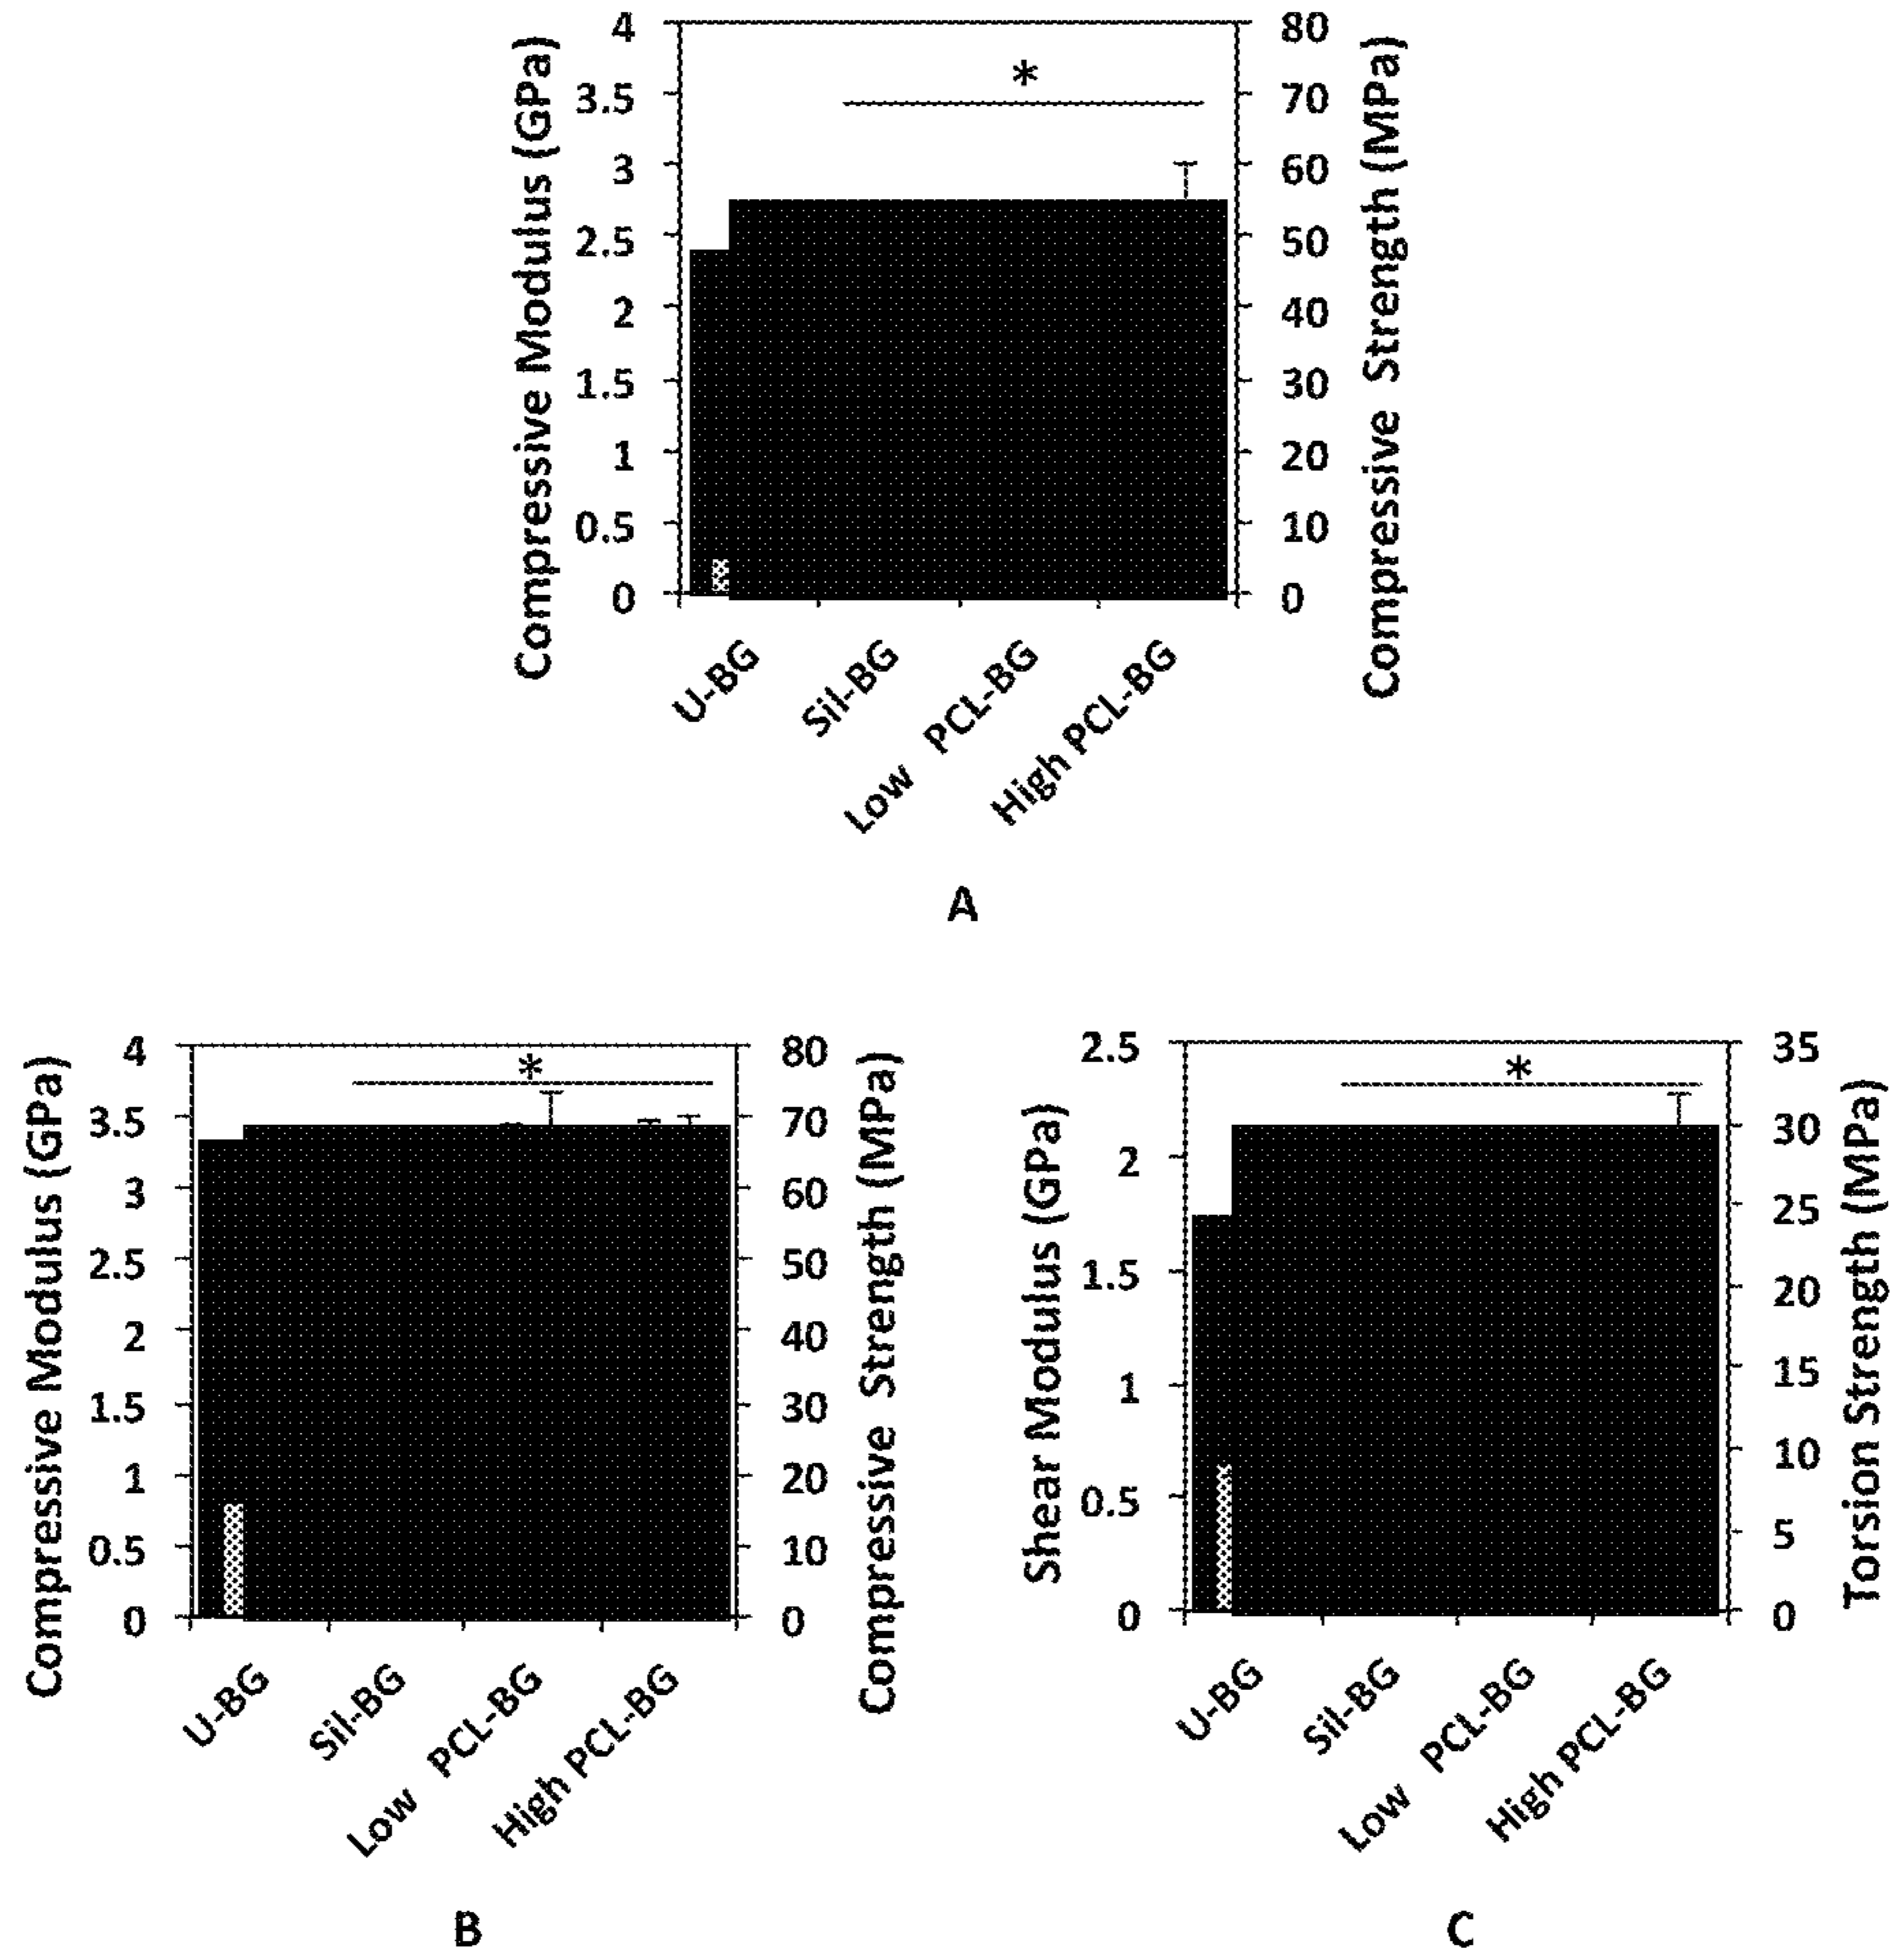 Compressive Modulus (GPa)
4
3.5
3
2.5
2
1.5
1
0.5
0
*
80
70
60
50
40
30
20
10
0
Compressive Strength (MPa)
U-BG
Sil-BG
Low PCL-BG
High PCL-BG
A
Compressive Modulus (GPa)
4
3.5
3
2.5
2
1.5
1
0.5
0
*
80
70
60
50
40
30
20
10
0
Compressive Strength (MPa)
U-BG
Sil-BG
Low PCL-BG
High PCL-BG
B
Shear Modulus (GPa)
2.5
2
1.5
1
0.5
0
*
35
30
25
20
15
10
5
0
Torsion Strength (MPa)
U-BG
Sil-BG
Low PCL-BG
High PCL-BG
C